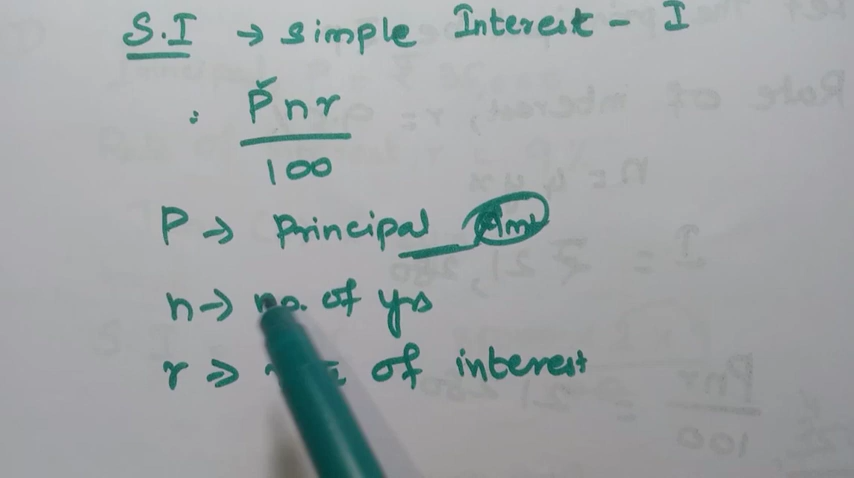 S.I → simple Interest - I
: Pnr
100
P → Principal Amt
n → no. of yrs
r → of interest